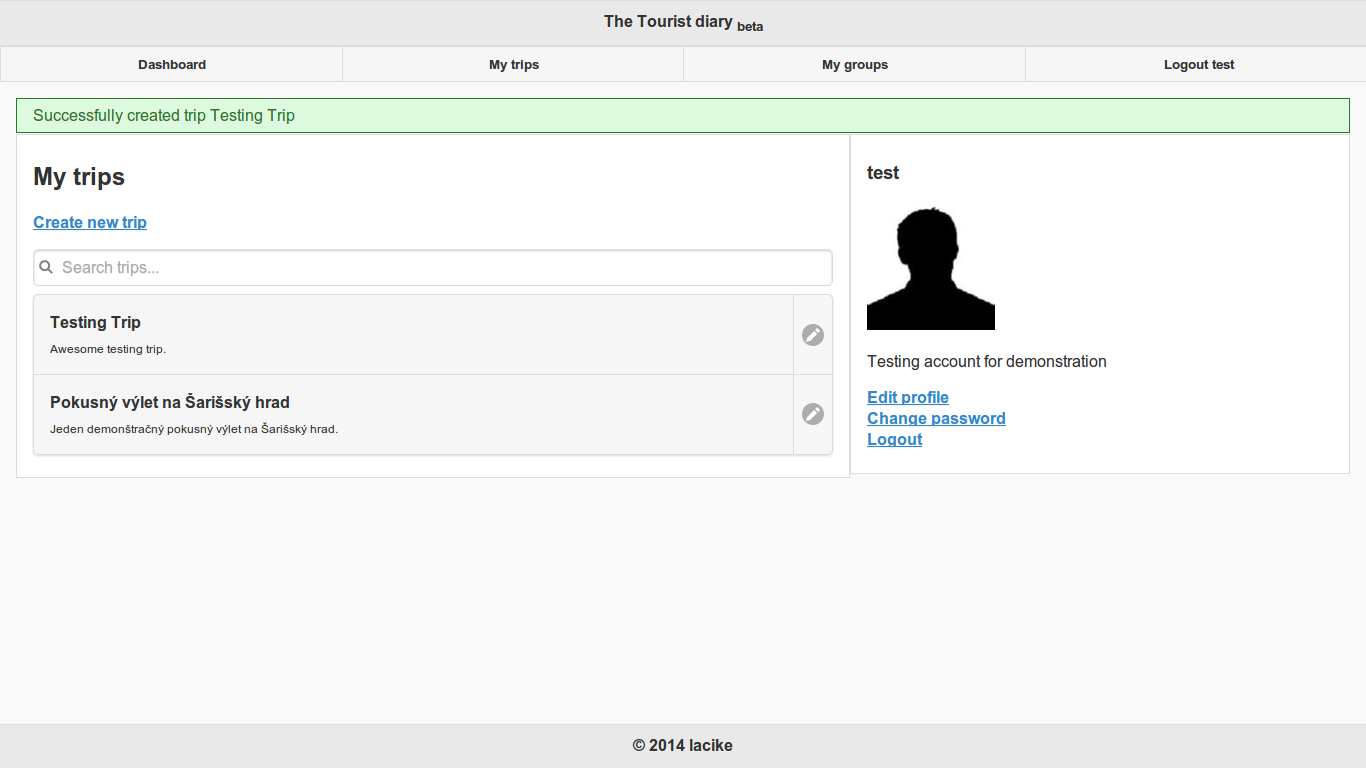 The Tourist diary beta
Dashboard
My trips
My groups
Logout test
Successfully created trip Testing Trip
My trips
Create new trip
Search trips...
Testing Trip
Awesome testing trip.
Pokusný výlet na Šarišský hrad
Jeden demonštračný pokusný výlet na Šarišský hrad.
test
Testing account for demonstration
Edit profile
Change password
Logout
© 2014 lacike